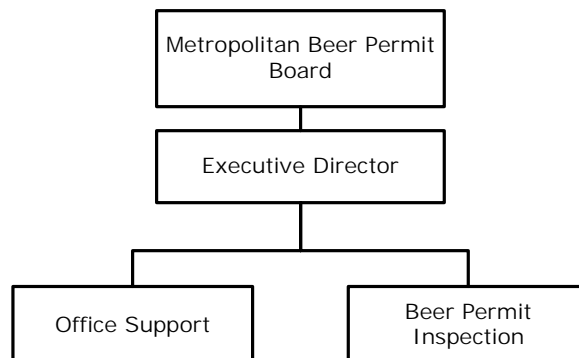 Metropolitan Beer Permit
Board
Executive Director
Office Support
Beer Permit
Inspection